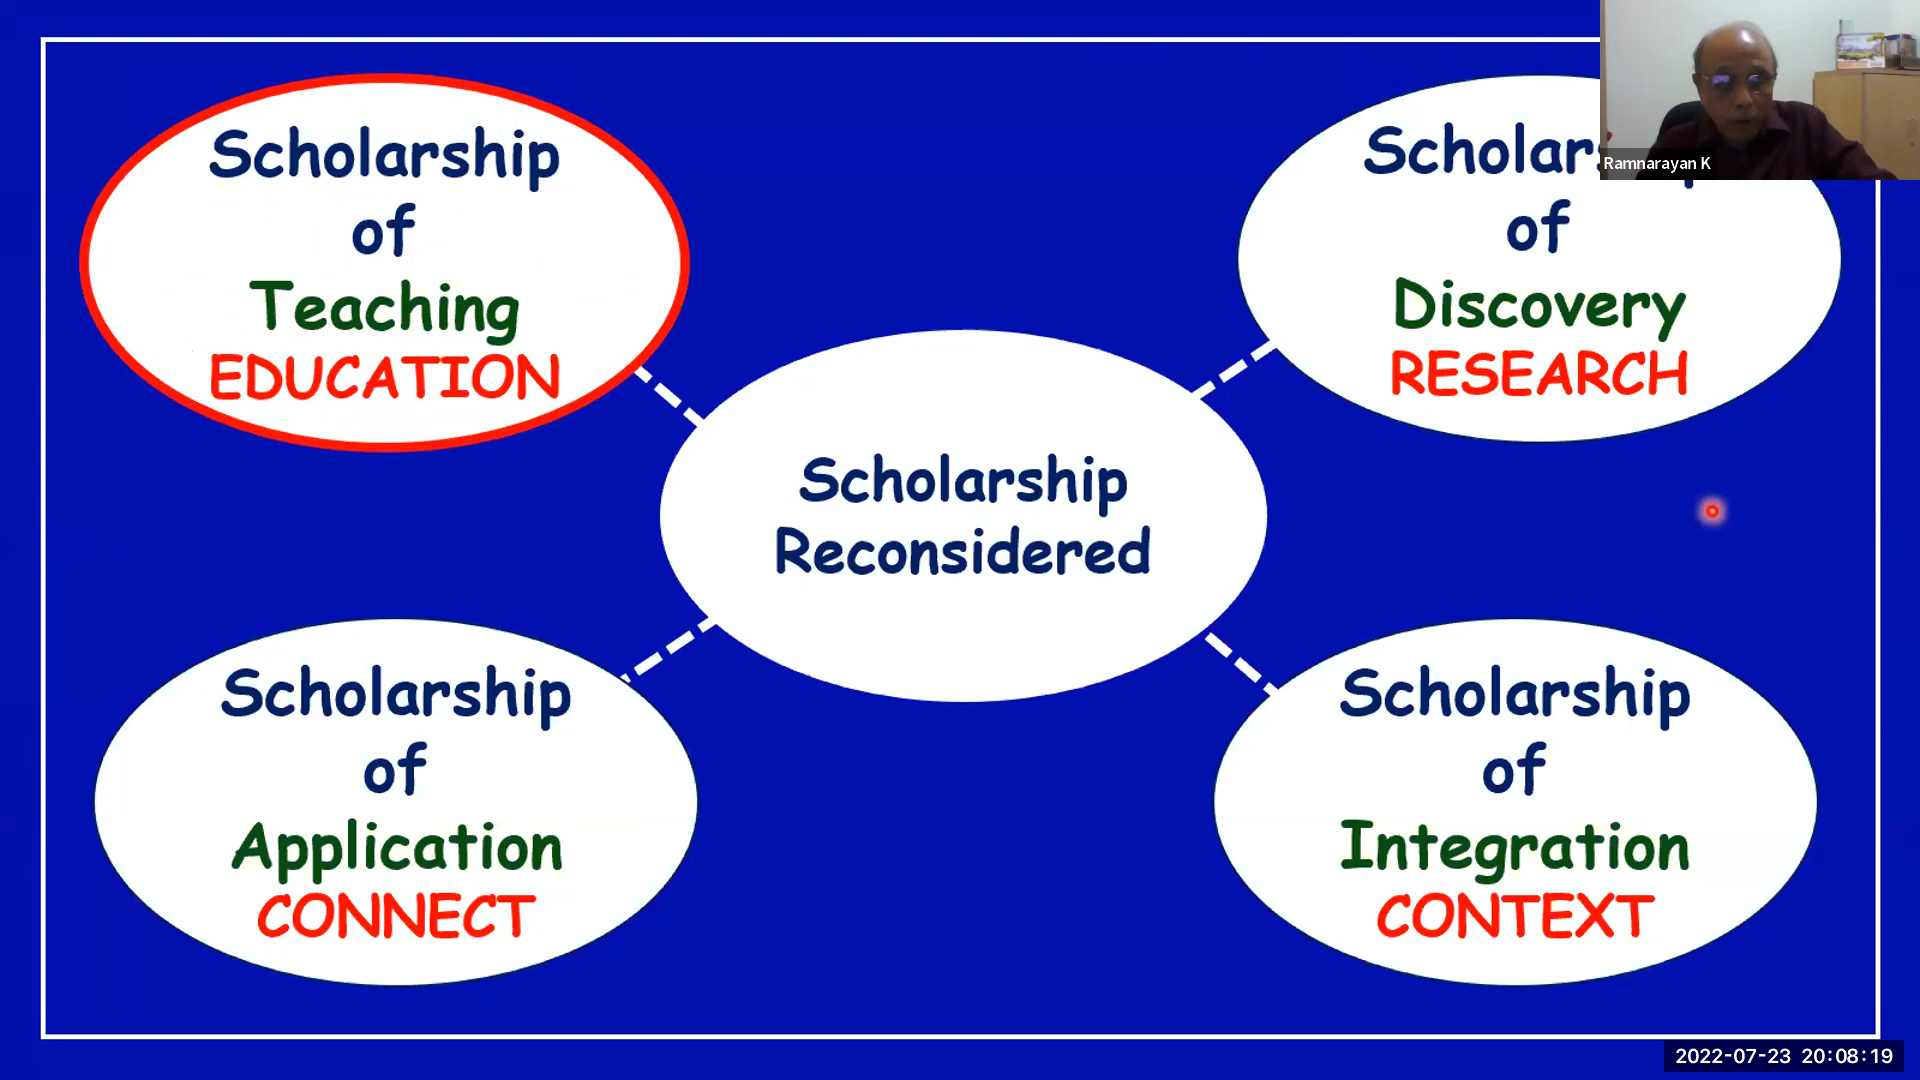 Scholarship
of
Teaching
EDUCATION
of
Discovery
RESEARCH
Ramnarayan K
Scholarship
Reconsidered
Scholarship
of
Application
CONNECT
Scholarship
of
Integration
CONTEXT
2022-07-23 20:08:19